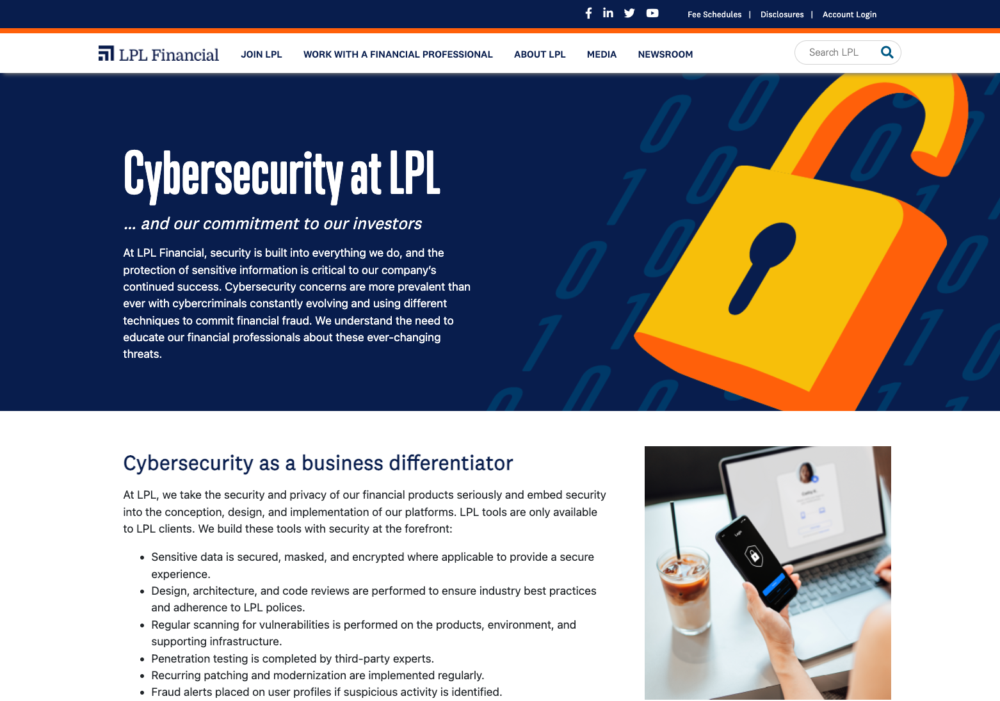 Fee Schedules | Disclosures | Account Login
LPL Financial JOIN LPL WORK WITH A FINANCIAL PROFESSIONAL ABOUT LPL MEDIA NEWSROOM Search LPL
Cybersecurity at LPL
... and our commitment to our investors
At LPL Financial, security is built into everything we do, and the
protection of sensitive information is critical to our company’s
continued success. Cybersecurity concerns are more prevalent than
ever with cybercriminals constantly evolving and using different
techniques to commit financial fraud. We understand the need to
educate our financial professionals about these ever-changing
threats.
Cybersecurity as a business differentiator
At LPL, we take the security and privacy of our financial products seriously and embed security
into the conception, design, and implementation of our platforms. LPL tools are only available
to LPL clients. We build these tools with security at the forefront:
• Sensitive data is secured, masked, and encrypted where applicable to provide a secure
experience.
• Design, architecture, and code reviews are performed to ensure industry best practices
and adherence to LPL polices.
• Regular scanning for vulnerabilities is performed on the products, environment, and
supporting infrastructure.
• Penetration testing is completed by third-party experts.
• Recurring patching and modernization are implemented regularly.
• Fraud alerts placed on user profiles if suspicious activity is identified.